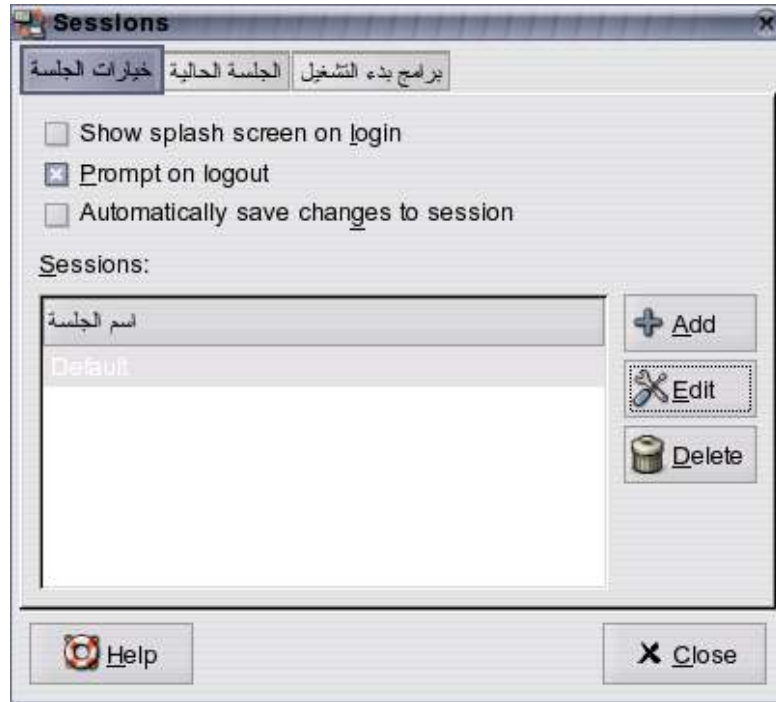 Sessions
خيارات الجلسة الجلسة الحالية برامج بدء التشغيل
Show splash screen on login
Prompt on logout
Automatically save changes to session
Sessions:
اسم الجلسة
Default
Add
Edit
Delete
Help
Close